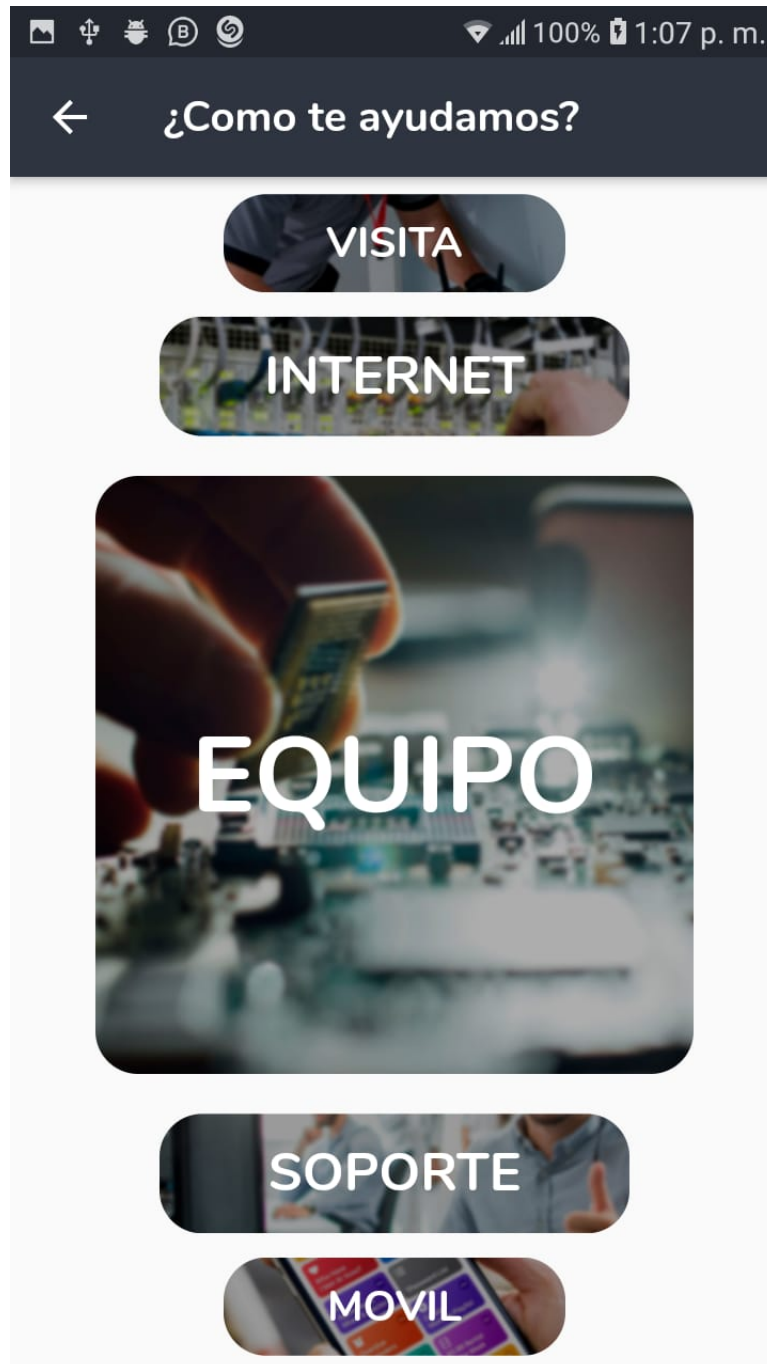 100% 1:07 p. m.
¿Como te ayudamos?
VISITA
INTERNET
EQUIPO
SOPORTE
MOVIL